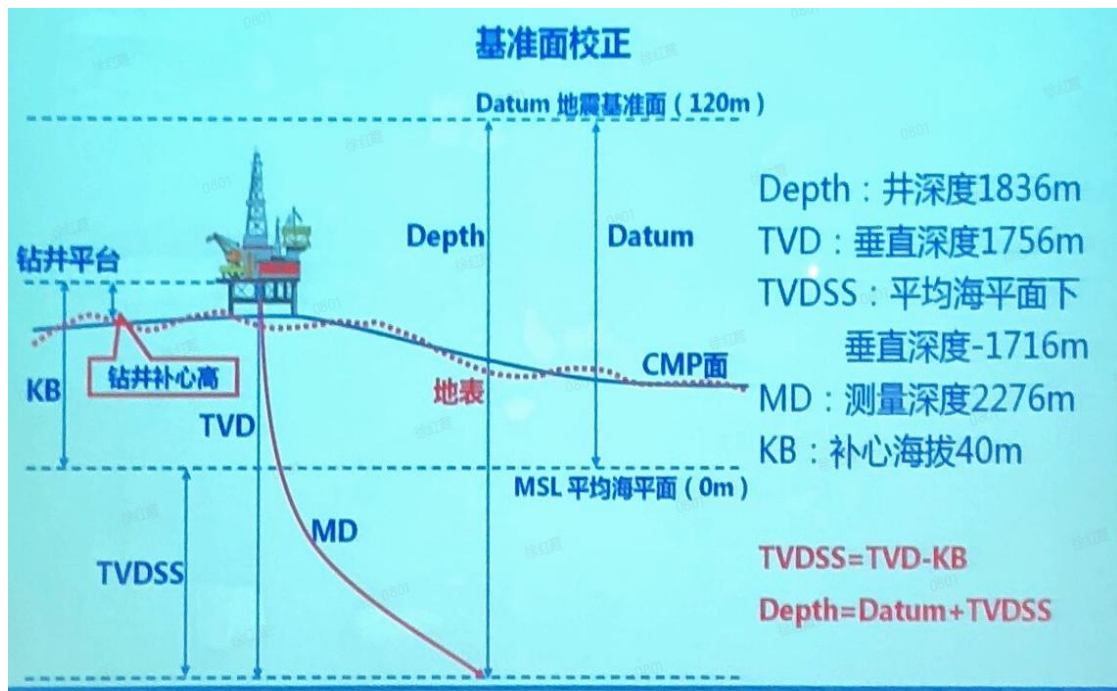 基准面校正
Datum 地震基准面（120m）
钻井平台
Depth
Datum
Depth：井深度1836m
TVD：垂直深度1756m
TVDSS：平均海平面下
垂直深度-1716m
MD：测量深度2276m
KB：补心海拔40m
CMP面
钻井补心高
地表
KB
TVD
MSL 平均海平面（0m）
MD
TVDSS
TVDSS=TVD-KB
Depth=Datum+TVDSS
徐红霞
0801